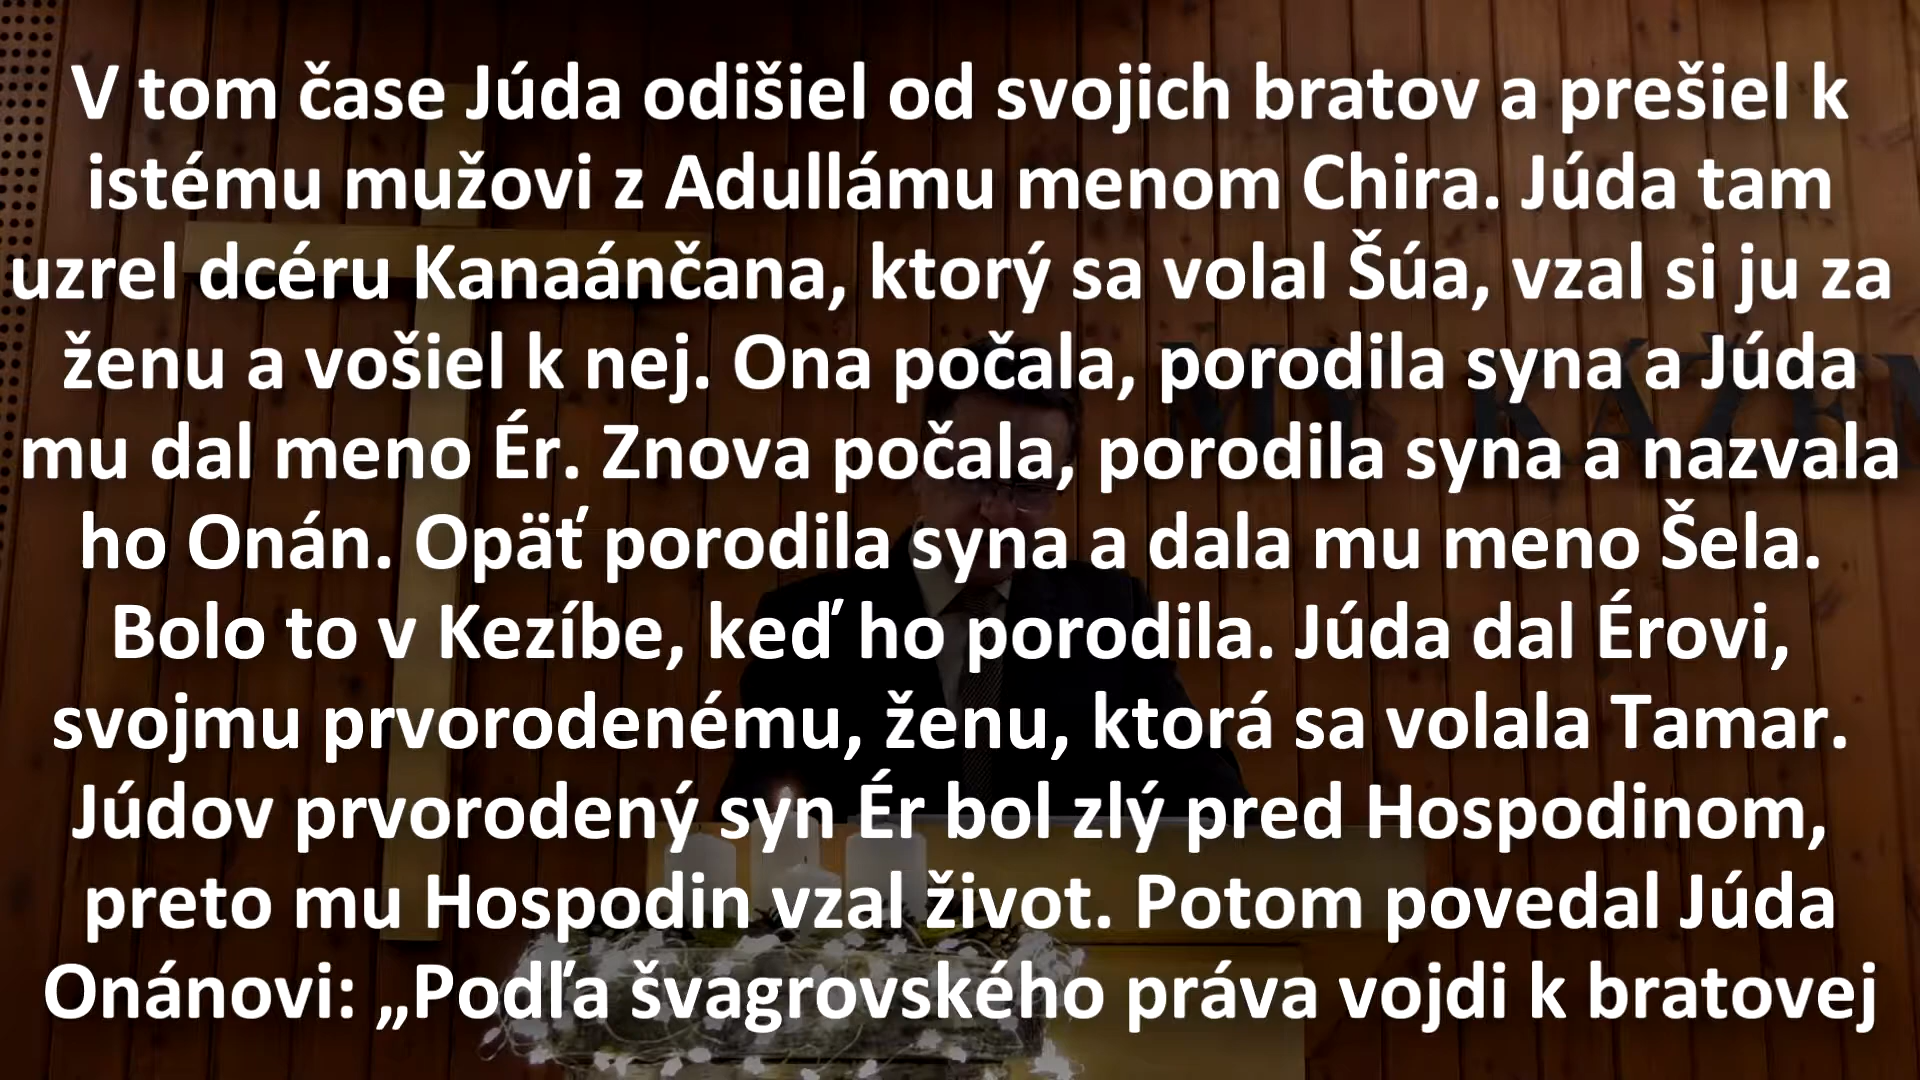 V tom čase Júda odišiel od svojich bratov a prešiel k
istému mužovi z Adullámu menom Chira. Júda tam
uzrel dcéru Kanaánčana, ktorý sa volal Šúa, vzal si ju za
ženu a vošiel k nej. Ona počala, porodila syna a Júda
mu dal meno Ér. Znova počala, porodila syna a nazvala
ho Onán. Opäť porodila syna a dala mu meno Šela.
Bolo to v Kezíbe, keď ho porodila. Júda dal Érovi,
svojmu prvorodenému, ženu, ktorá sa volala Tamar.
Júdov prvorodený syn Ér bol zlý pred Hospodinom,
preto mu Hospodin vzal život. Potom povedal Júda
Onánovi: „Podľa švagrovského práva vojdi k bratovej
MY